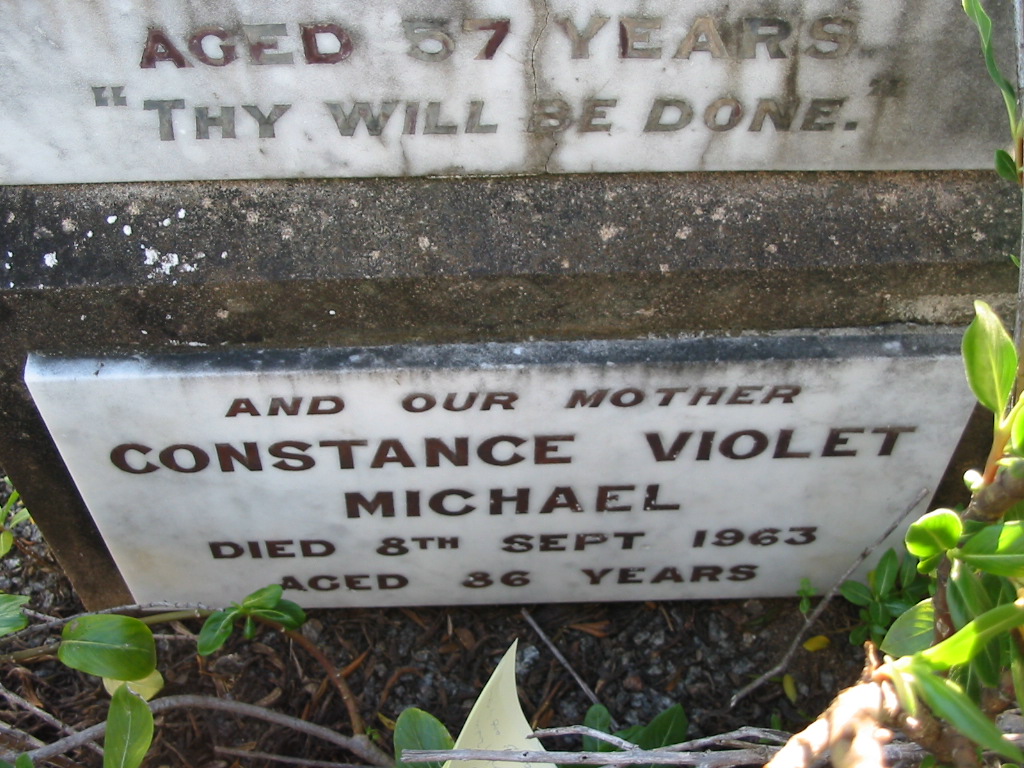 AGED 57 YEARS.
"THY WILL BE DONE."
AND OUR MOTHER
CONSTANCE VIOLET
MICHAEL
DIED 8TH SEPT 1963
AGED 86 YEARS